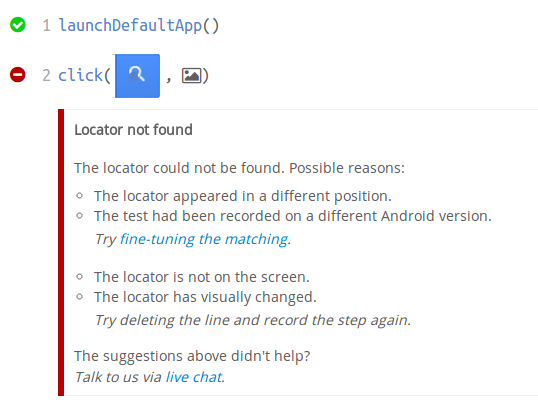 1 launchDefaultApp()
2 click( , )
Locator not found
The locator could not be found. Possible reasons:
The locator appeared in a different position.
The test had been recorded on a different Android version.
Try fine-tuning the matching.
The locator is not on the screen.
The locator has visually changed.
Try deleting the line and record the step again.
The suggestions above didn't help?
Talk to us via live chat.